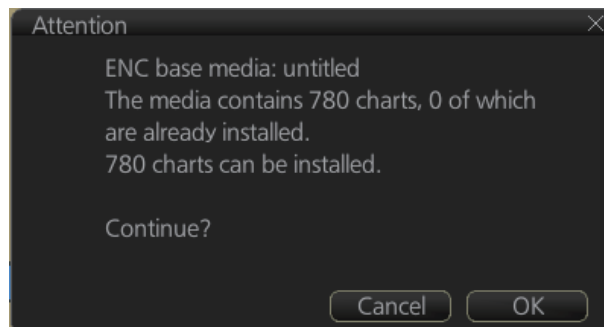 Attention
ENC base media: untitled
The media contains 780 charts, 0 of which
are already installed.
780 charts can be installed.
Continue?
Cancel OK